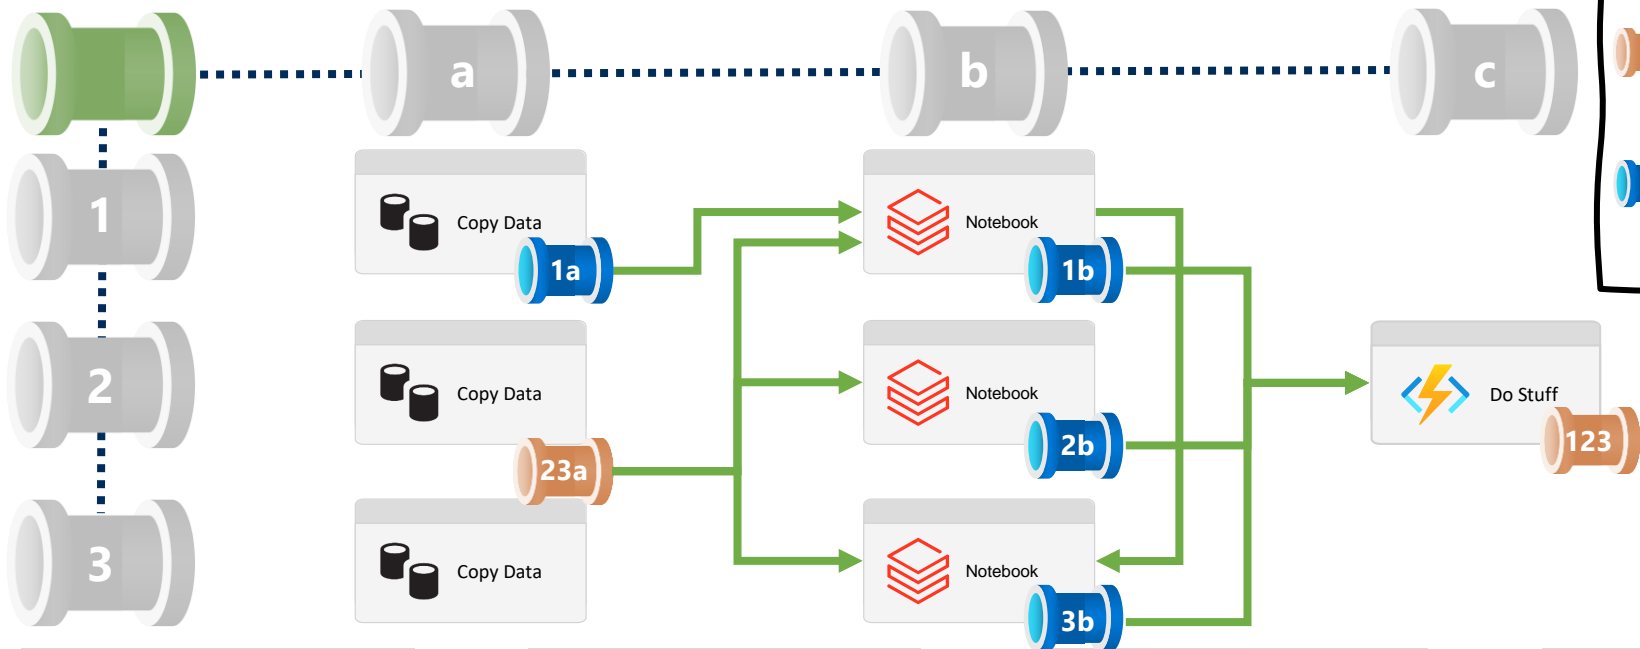 a
b
c
1
Copy Data
1a
Notebook
1b
2
Copy Data
23a
Notebook
2b
Do Stuff
123
3
Copy Data
Notebook
3b